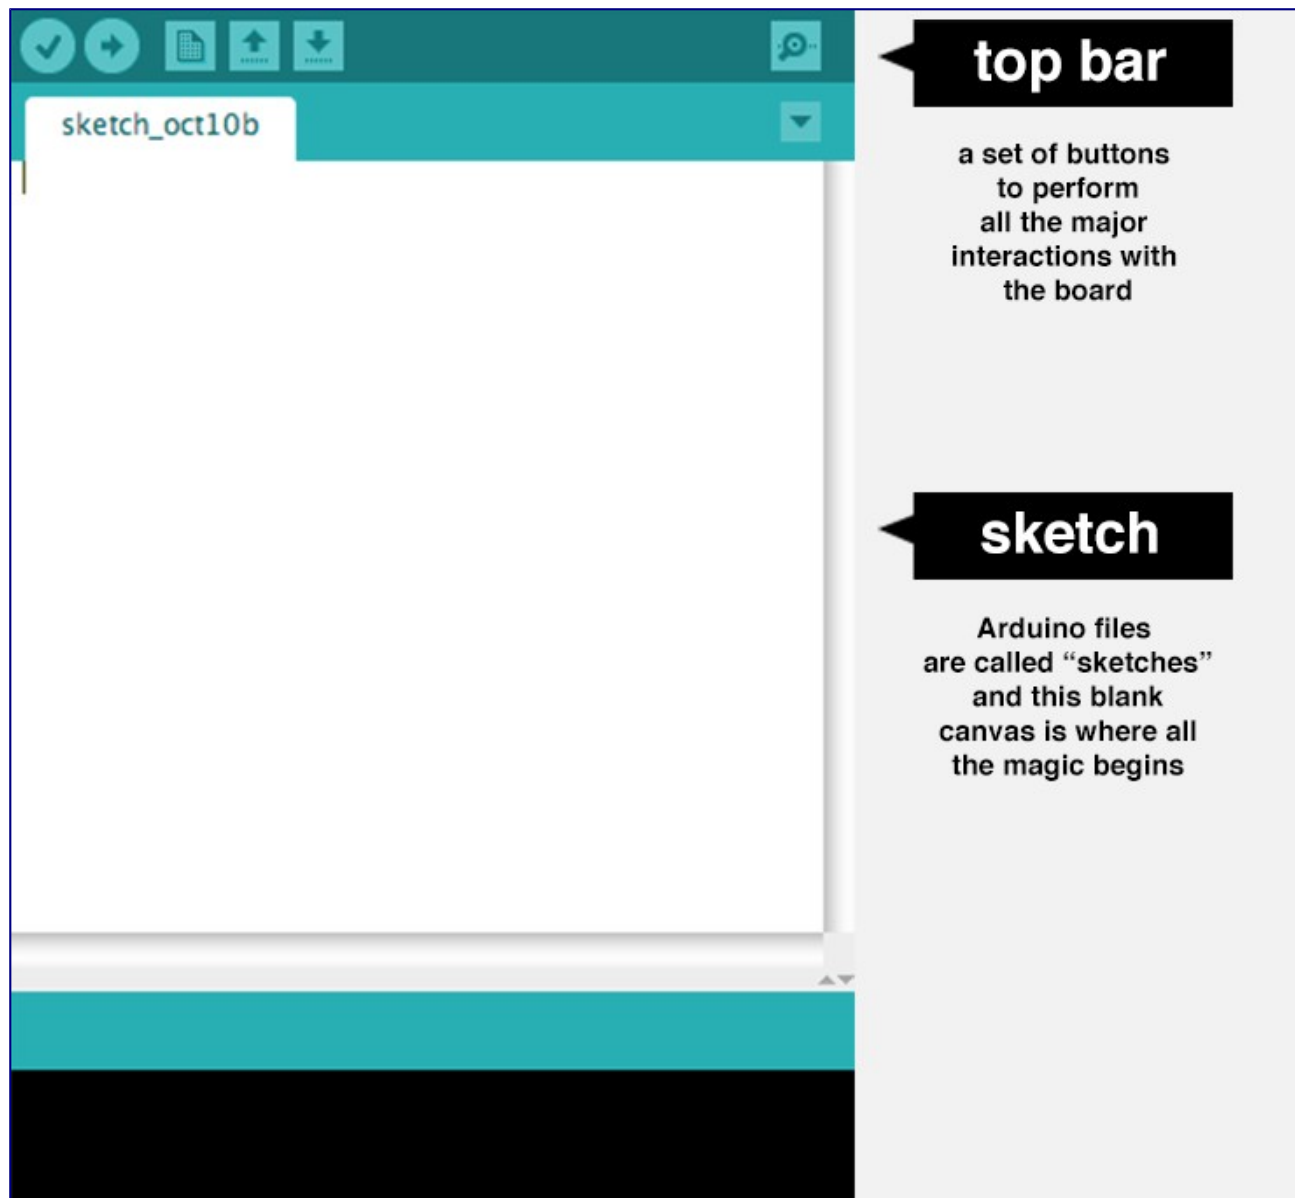 top bar
sketch_oct10b
a set of buttons
to perform
all the major
interactions with
the board
sketch
Arduino files
are called “sketches”
and this blank
canvas is where all
the magic begins